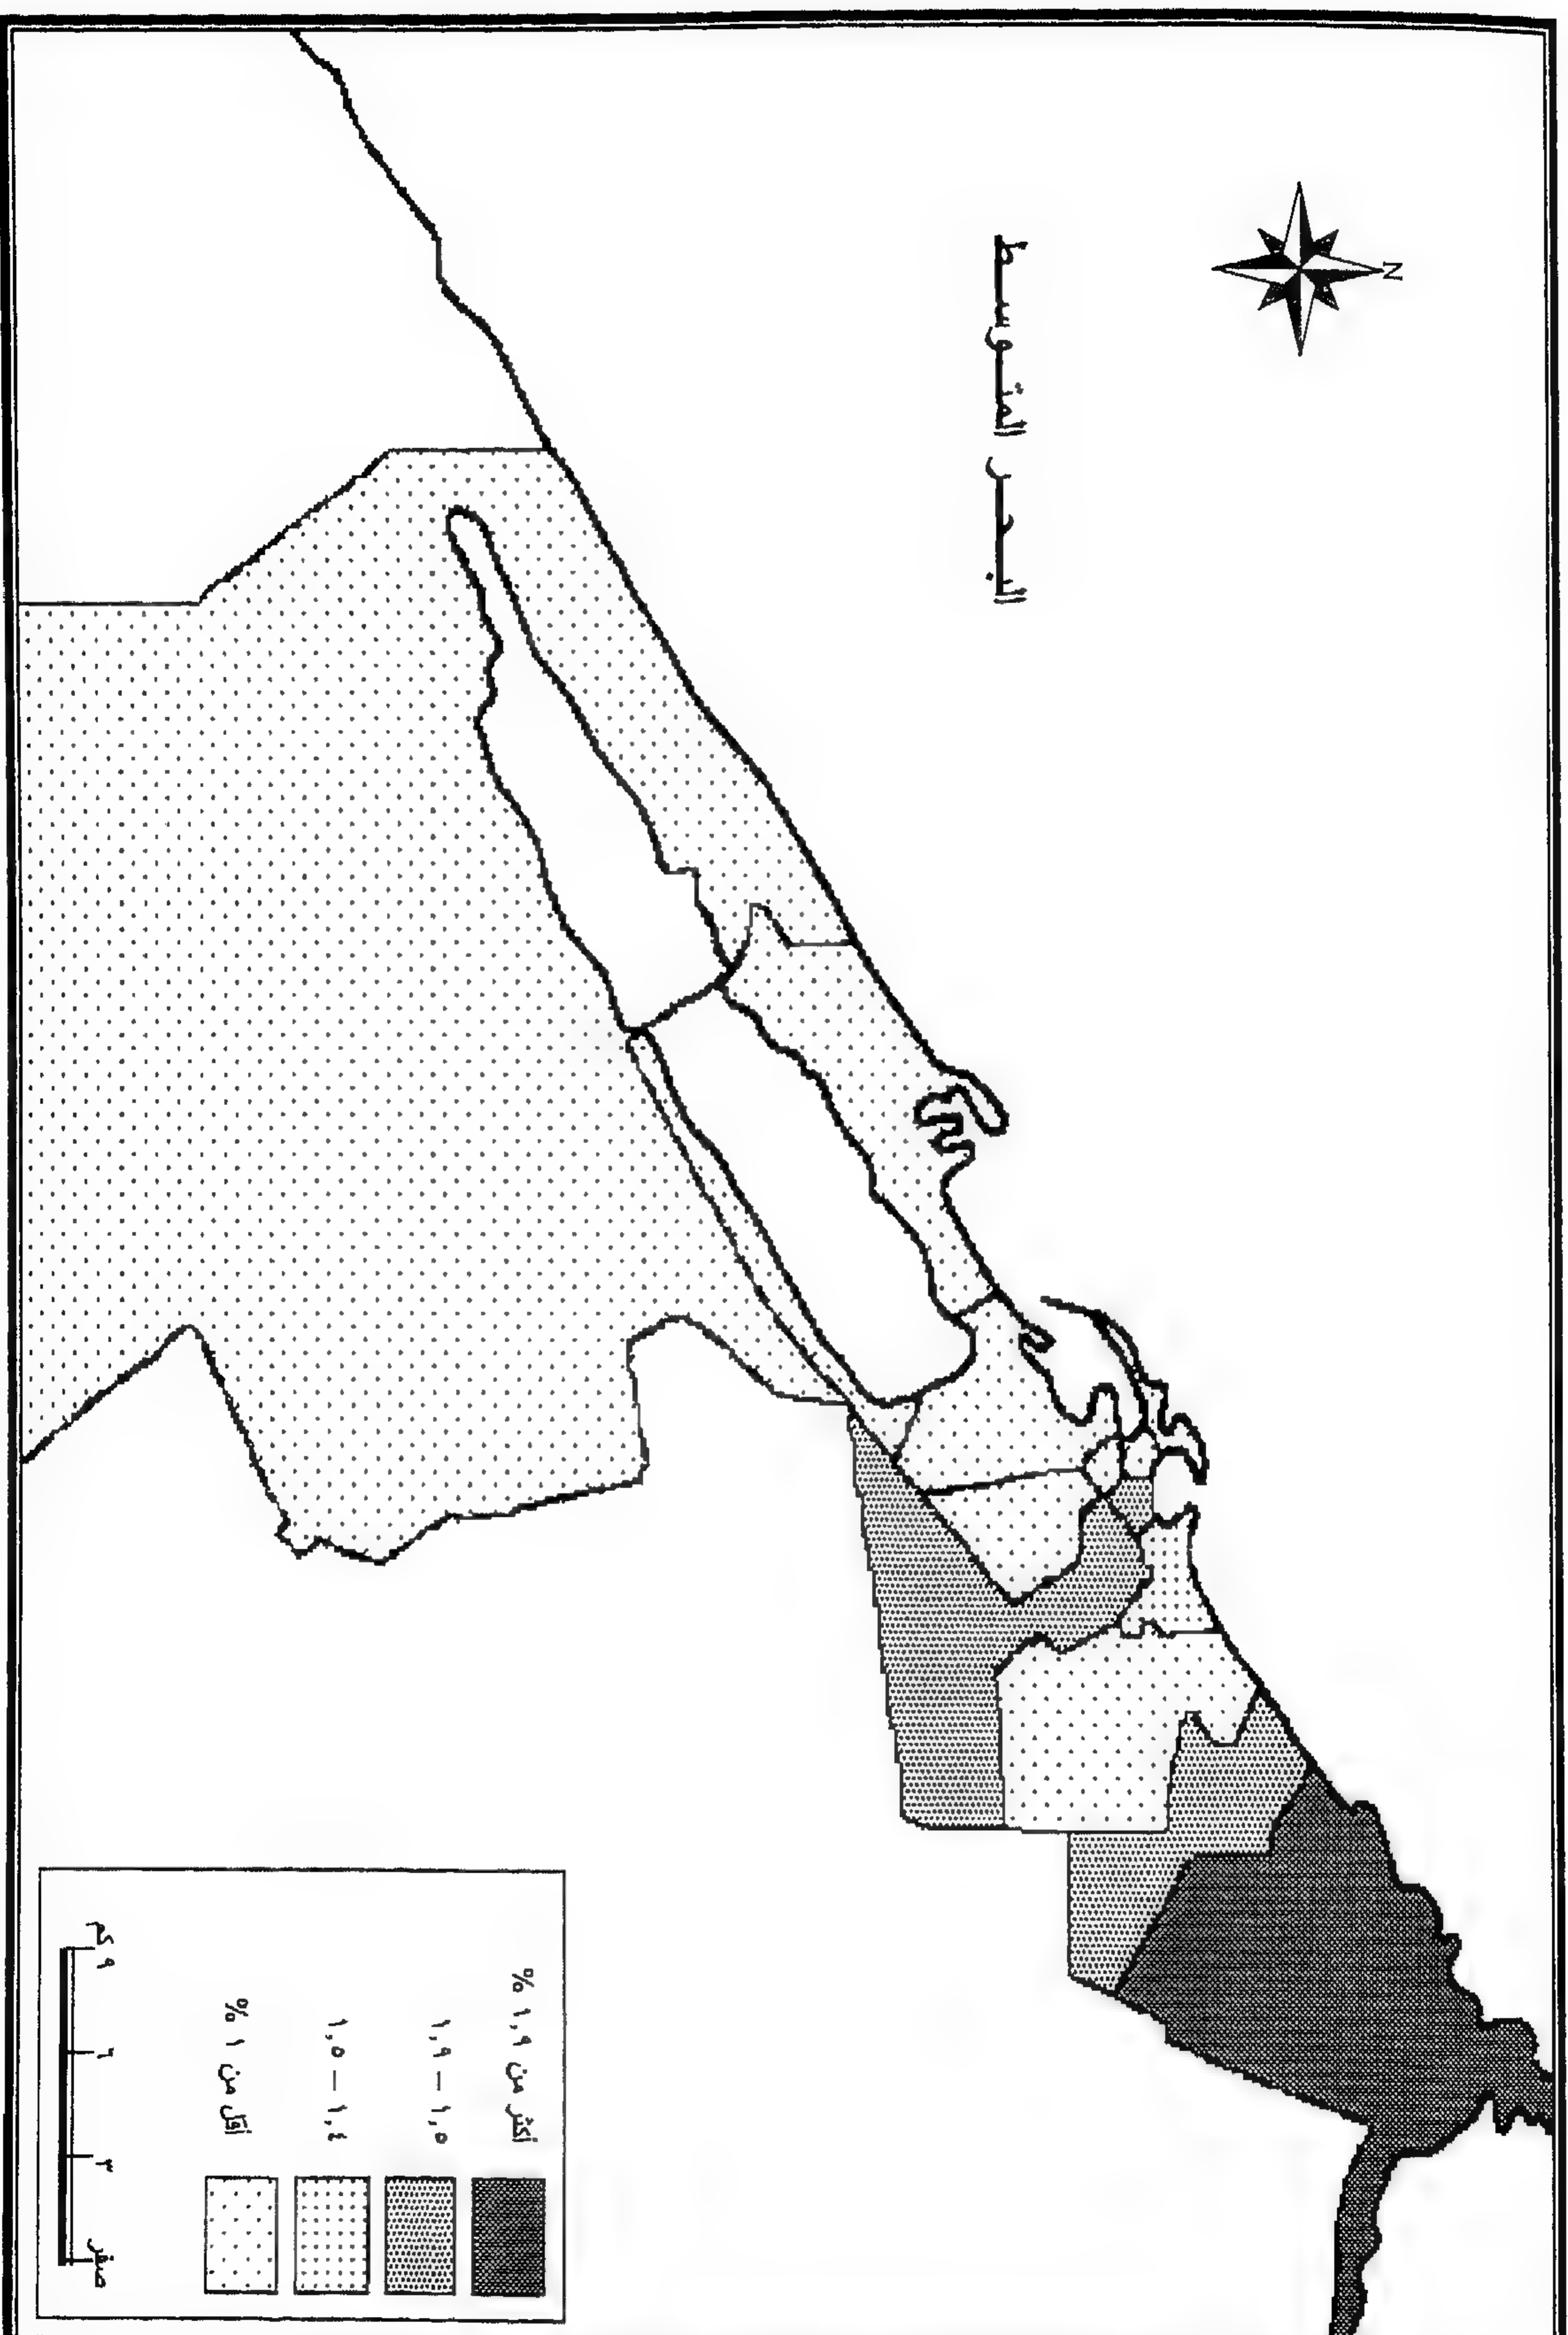 N
البحر المتوسط
أكثر من ١,٩ %
١,٥ – ١,٩
١,٤ – ١,٥
أقل من ١ %
صفر ٣ ٦ ٩ كم